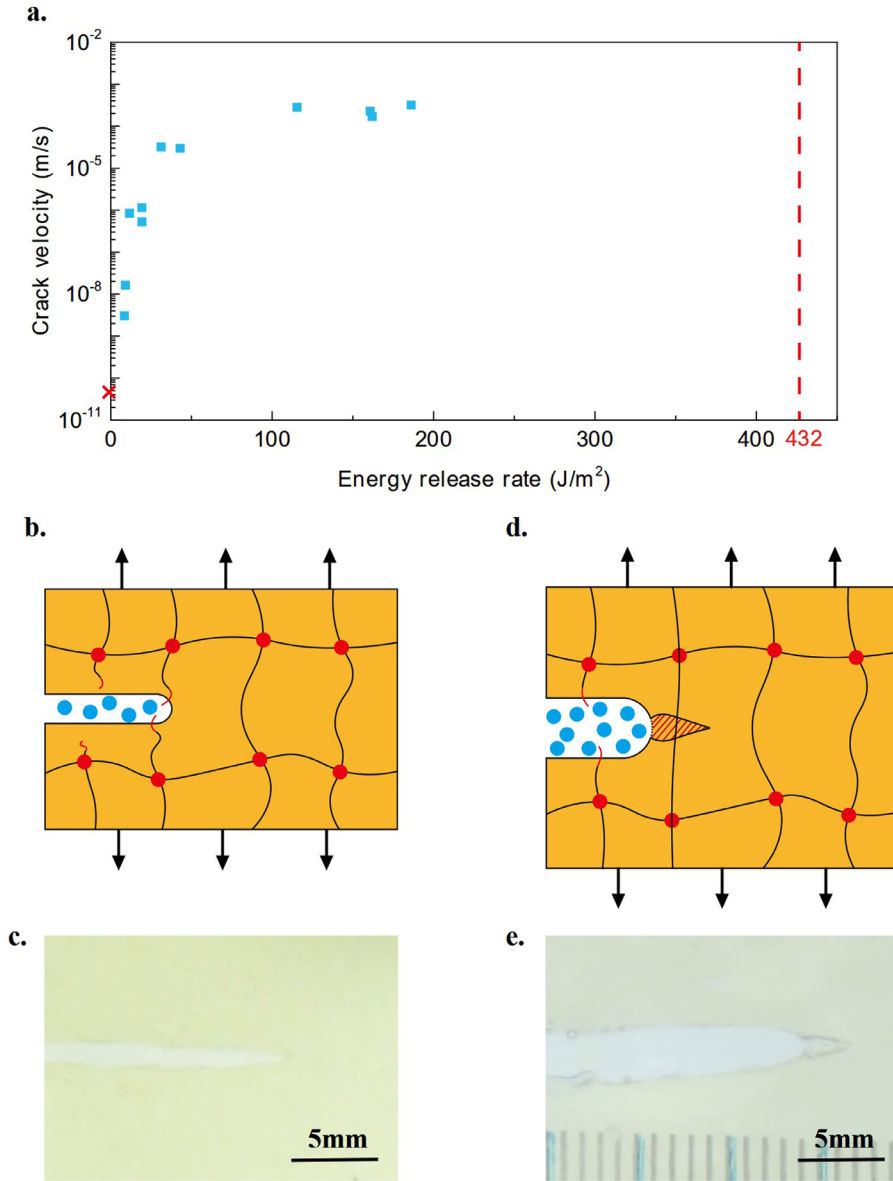 a.
10⁻²
10⁻⁵
10⁻⁸
10⁻¹¹
Crack velocity (m/s)
0
100
200
300
400
432
Energy release rate (J/m²)
b.
d.
c.
e.
5mm
5mm